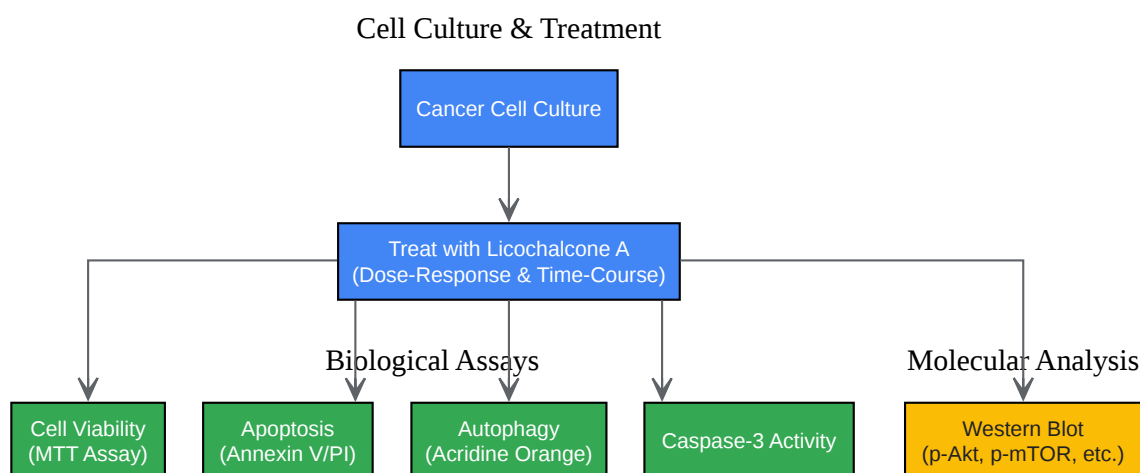 Cell Culture & Treatment
Cancer Cell Culture
Treat with Licochalcone A
(Dose-Response & Time-Course)
Biological Assays
Molecular Analysis
Cell Viability
(MTT Assay)
Apoptosis
(Annexin V/PI)
Autophagy
(Acridine Orange)
Caspase-3 Activity
Western Blot
(p-Akt, p-mTOR, etc.)